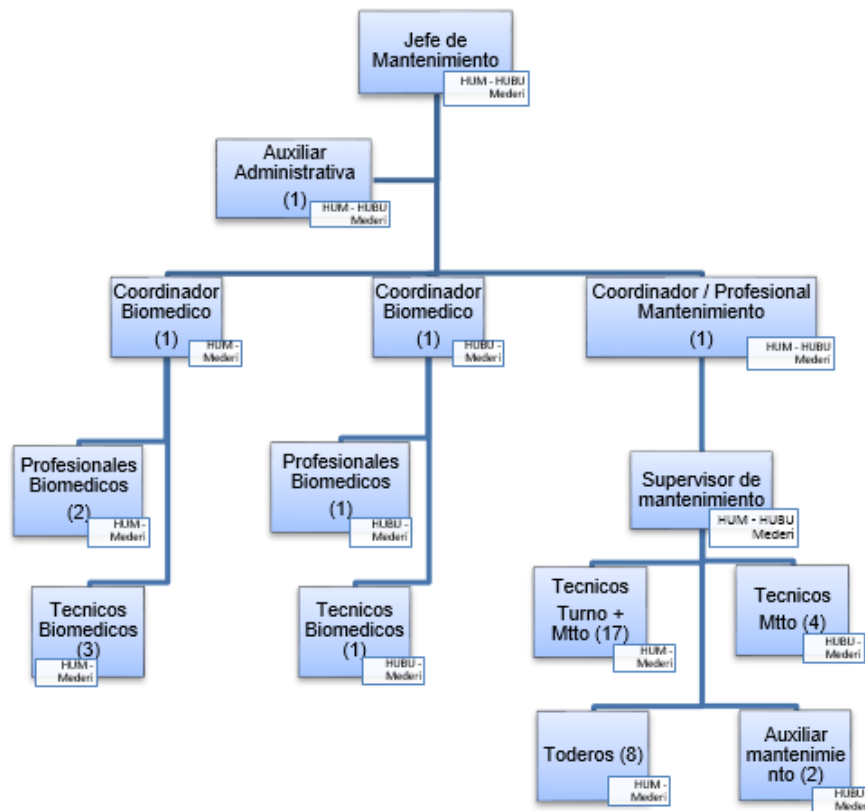 Jefe de
Mantenimiento
HUM - HUBU
Mederi
Auxiliar
Administrativa
(1)
HUM - HUBU
Mederi
Coordinador
Biomedico
(1)
HUM -
Mederi
Coordinador
Biomedico
(1)
HUBU -
Mederi
Coordinador / Profesional
Mantenimiento
(1)
HUM - HUBU
Mederi
Profesionales
Biomedicos
(2)
HUM -
Mederi
Profesionales
Biomedicos
(1)
HUBU -
Mederi
Supervisor de
mantenimiento
HUM - HUBU
Mederi
Tecnicos
Biomedicos
(3)
HUM -
Mederi
Tecnicos
Biomedicos
(1)
HUBU -
Mederi
Tecnicos
Turno +
Mtto (17)
HUM -
Mederi
Tecnicos
Mtto (4)
HUBU -
Mederi
Toderos (8)
HUM -
Mederi
Auxiliar
mantenimie
nto (2)
HUBU
Mederi